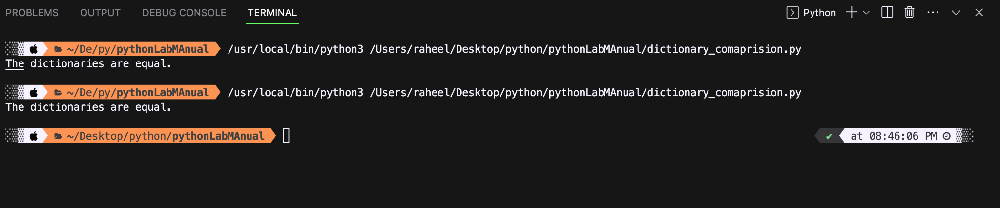 PROBLEMS OUTPUT DEBUG CONSOLE TERMINAL Python
~/De/py/pythonLabMAnual /usr/local/bin/python3 /Users/raheel/Desktop/python/pythonLabMAnual/dictionary_comaprision.py
The dictionaries are equal.
~/De/py/pythonLabMAnual /usr/local/bin/python3 /Users/raheel/Desktop/python/pythonLabMAnual/dictionary_comaprision.py
The dictionaries are equal.
~/Desktop/python/pythonLabMAnual ✔ at 08:46:06 PM